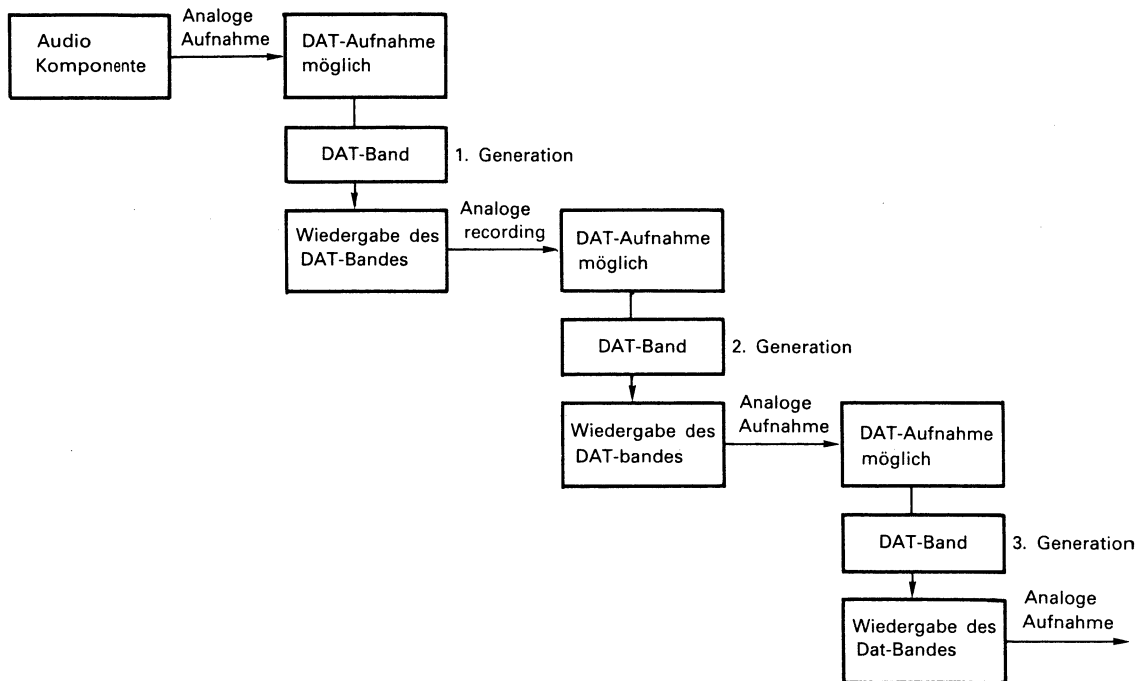 Audio
Komponente
Analoge
Aufnahme
DAT-Aufnahme
möglich
DAT-Band
1. Generation
Wiedergabe des
DAT-Bandes
Analoge
recording
DAT-Aufnahme
möglich
DAT-Band
2. Generation
Wiedergabe des
DAT-bandes
Analoge
Aufnahme
DAT-Aufnahme
möglich
DAT-Band
3. Generation
Wiedergabe des
Dat-Bandes
Analoge
Aufnahme